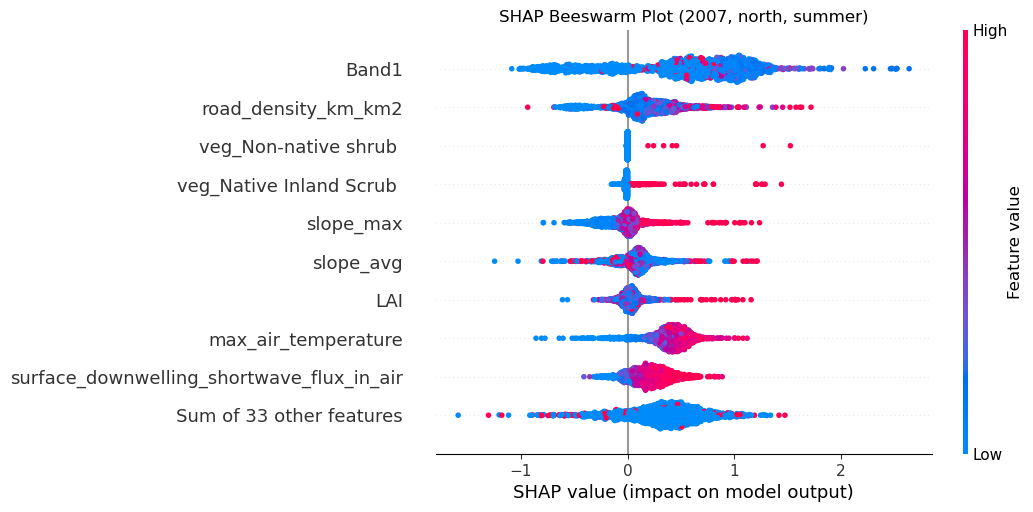 SHAP Beeswarm Plot (2007, north, summer)
High
Band1
road_density_km_km2
veg_Non-native shrub
veg_Native Inland Scrub
slope_max
slope_avg
LAI
max_air_temperature
surface_downwelling_shortwave_flux_in_air
Sum of 33 other features
Feature value
Low
−1
0
1
2
SHAP value (impact on model output)